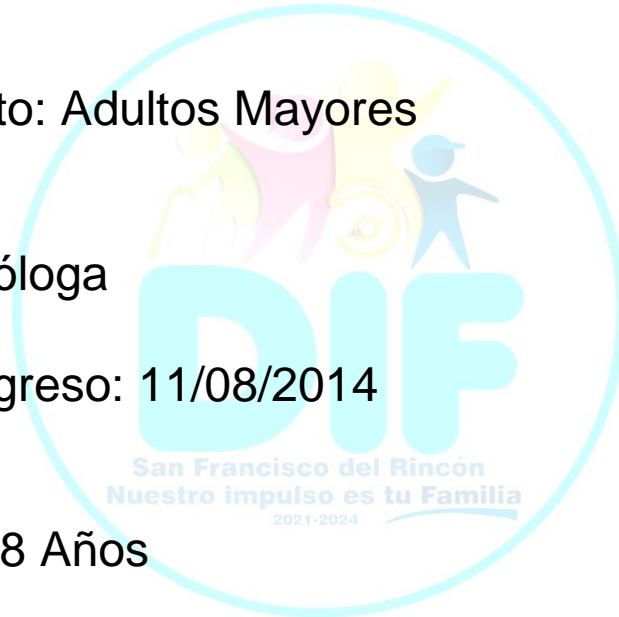 to: Adultos Mayores
óloga
greso: 11/08/2014
DIF
San Francisco del Rincón
Nuestro impulso es tu Familia
2021-2024
8 Años